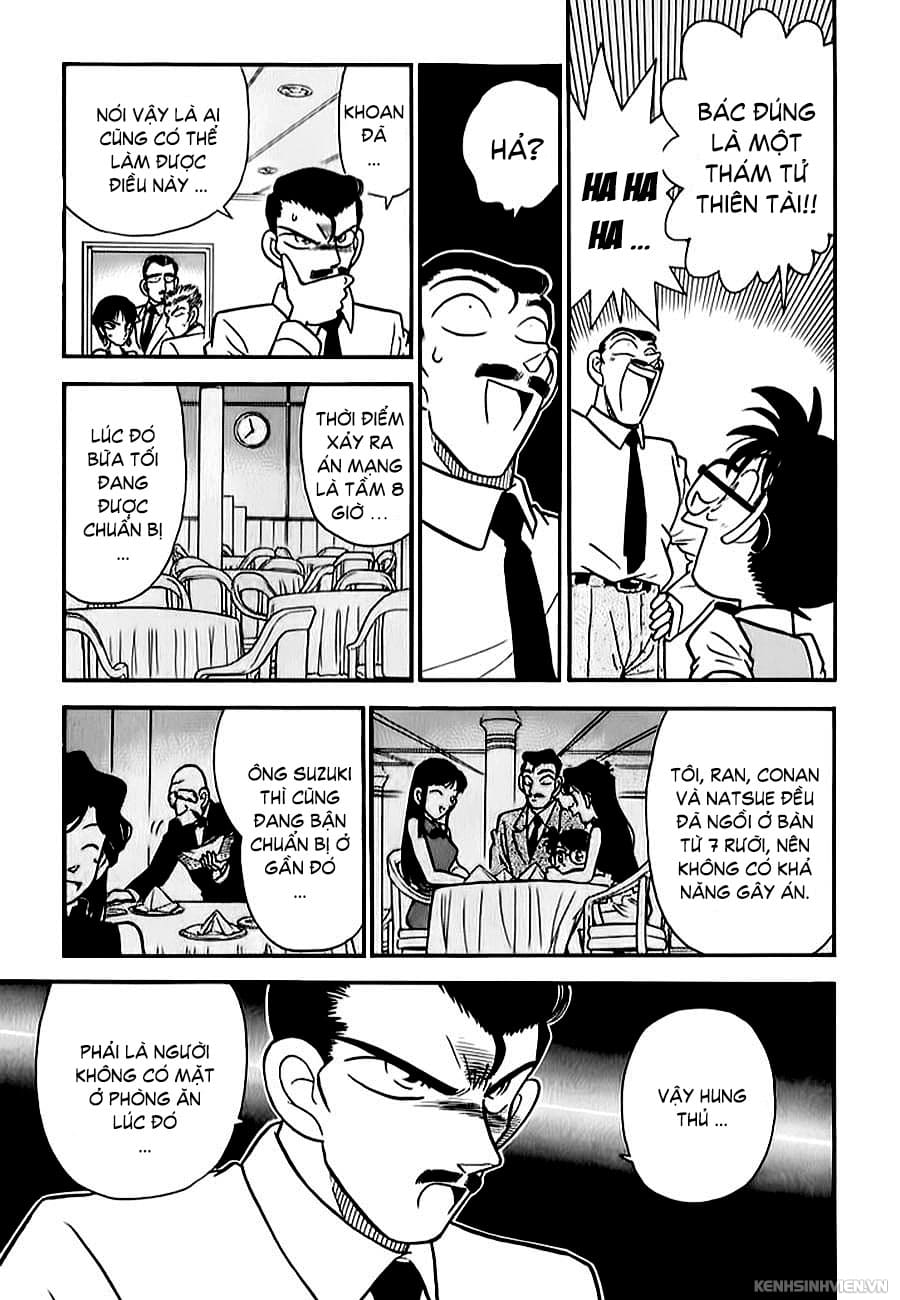 BÁC ĐÚNG
LÀ MỘT
THÁM TỬ
THIÊN TÀI!!
HA HA
HA ...
HẢ?
KHOAN
ĐÃ
...
NÓI VẬY LÀ AI
CŨNG CÓ THỂ
LÀM ĐƯỢC
ĐIỀU NÀY ...
THỜI ĐIỂM
XẢY RA
ÁN MẠNG
LÀ TẦM 8
GIỜ ...
LÚC ĐÓ
BỮA TỐI
ĐANG
ĐƯỢC
CHUẨN BỊ
...
TÔI, RAN, CONAN
VÀ NATSUE ĐỀU
ĐÃ NGỒI Ở BÀN
TỪ 7 RƯỠI, NÊN
KHÔNG CÓ KHẢ
NĂNG GÂY ÁN.
ÔNG SUZUKI
THÌ CŨNG
ĐANG BẬN
CHUẨN BỊ Ở
GẦN ĐÓ
...
VẬY HUNG
THỦ ...
PHẢI LÀ NGƯỜI
KHÔNG CÓ MẶT
Ở PHÒNG ĂN
LÚC ĐÓ
...
KENHSINHVIEN.VN